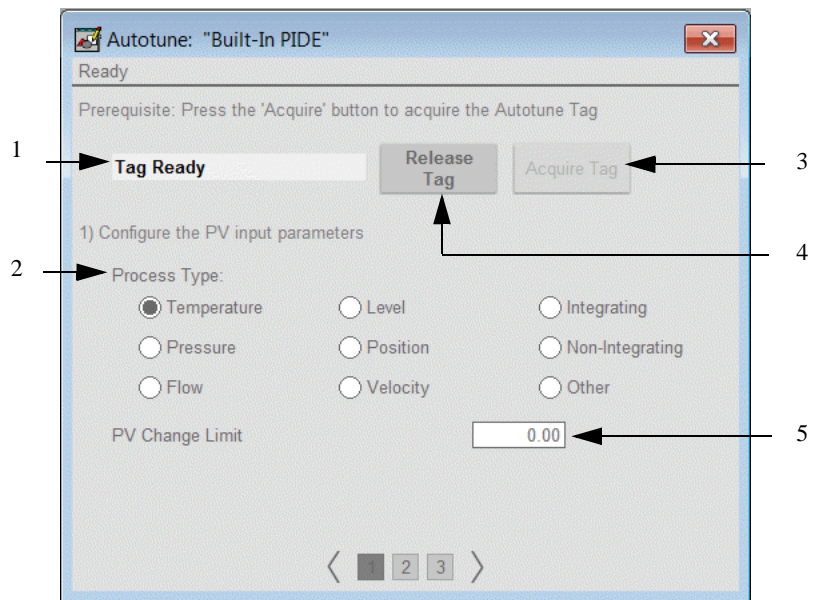 Autotune: "Built-In PIDE"
Ready
Prerequisite: Press the 'Acquire' button to acquire the Autotune Tag
1
Tag Ready
Release
Tag
Acquire Tag
3
1) Configure the PV input parameters
4
2
Process Type:
Temperature
Level
Integrating
Pressure
Position
Non-Integrating
Flow
Velocity
Other
PV Change Limit
0.00
5
1
2
3